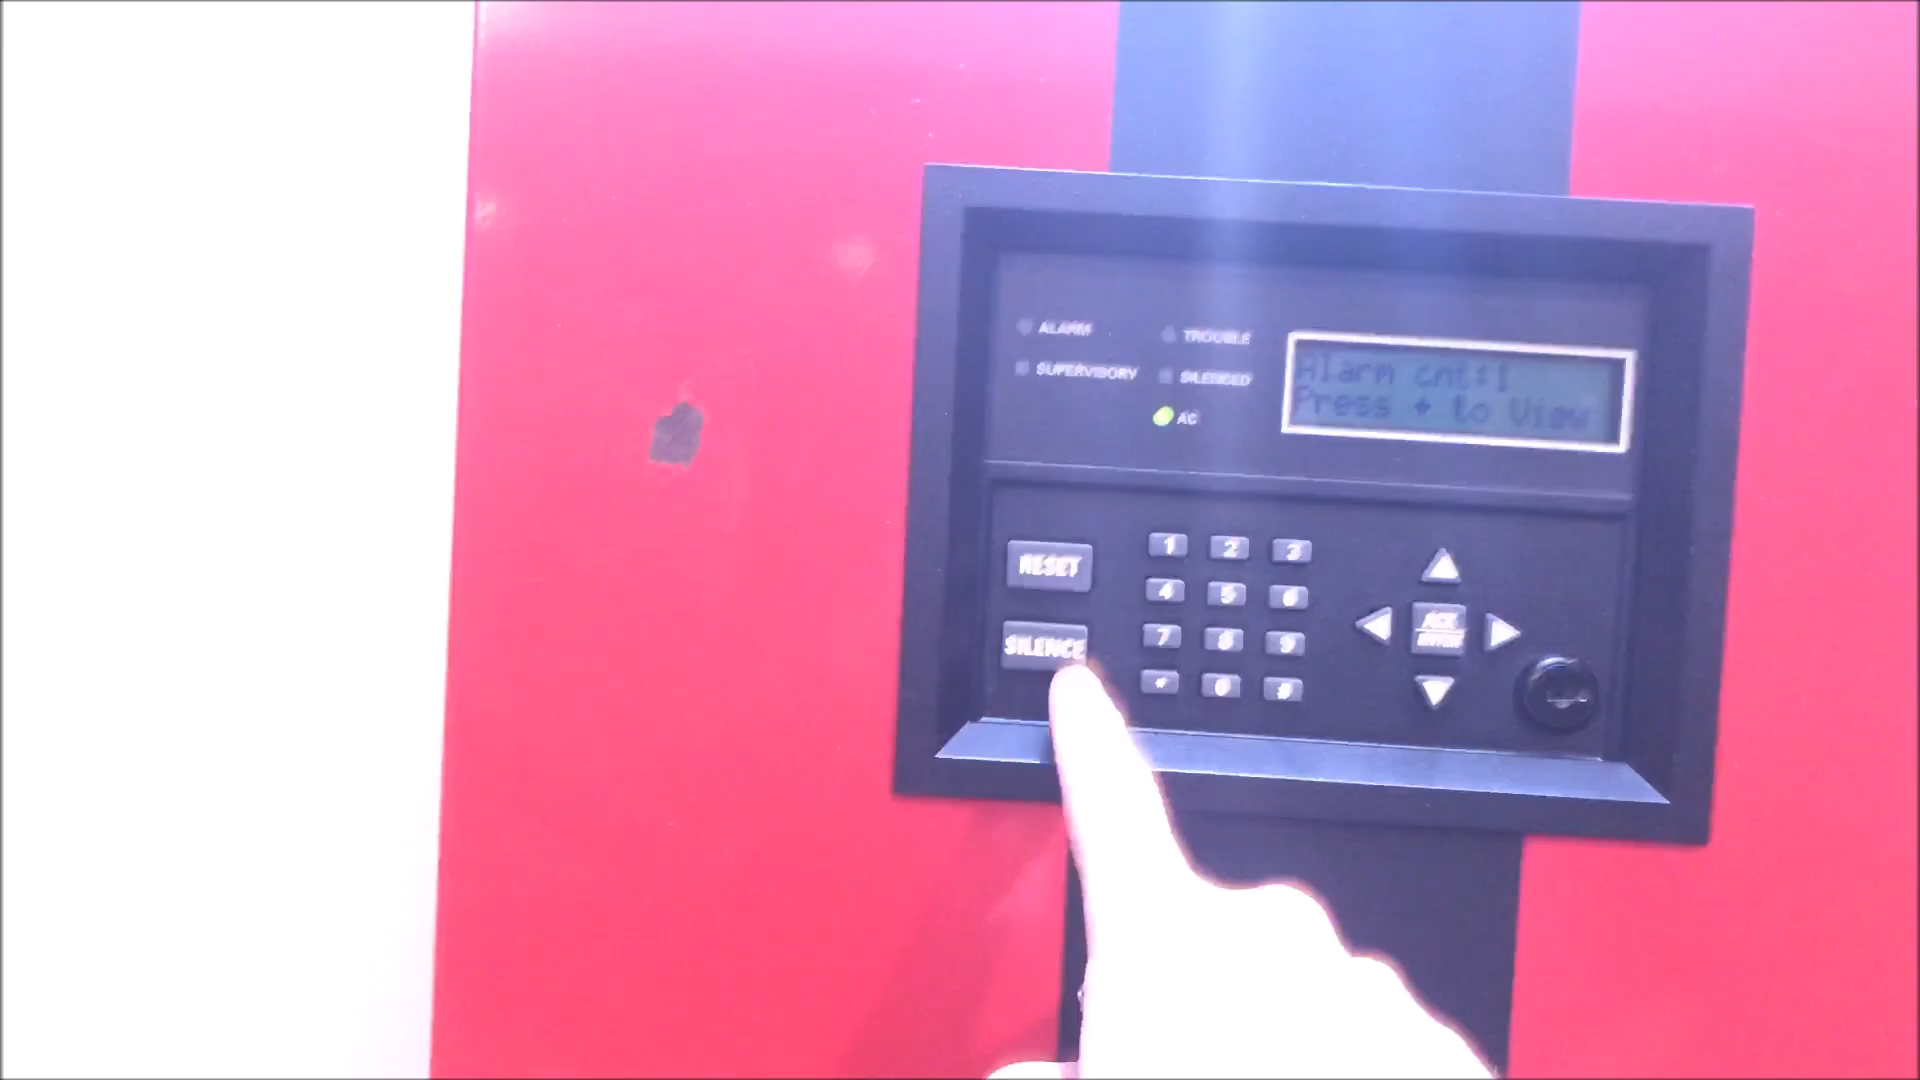 ALARM
TROUBLE
SUPERVISORY
SILENCED
AC
Alarm cnt:1
Press ♦ to View
RESET
SILENCE
1 2 3
4 5 6
7 8 9
* 0 #
ACK
ENTER